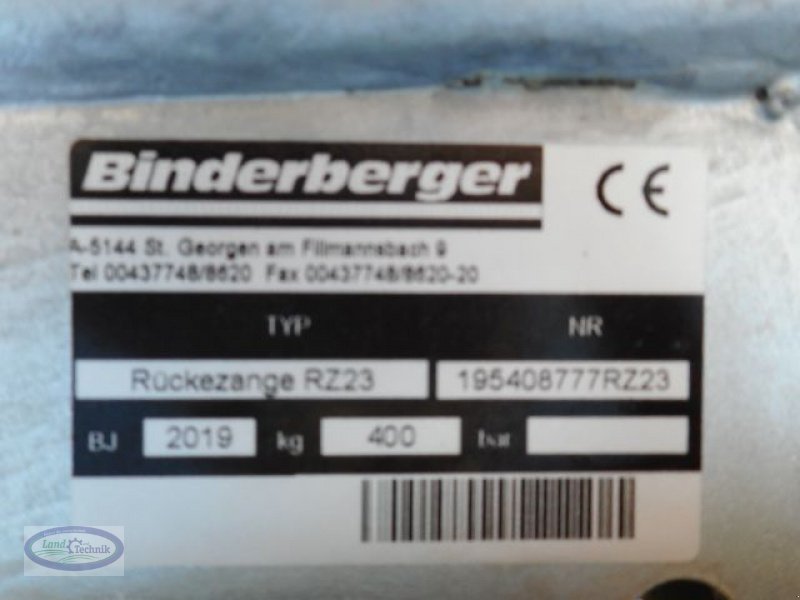 Binderberger
CE
A-5144 St. Georgen am Fillmannsbach 9
Tel 00437748/8620 Fax 00437748/8620-20
TYP NR
Rückezange RZ23 195408777RZ23
BJ 2019 kg 400 bar
Land Technik